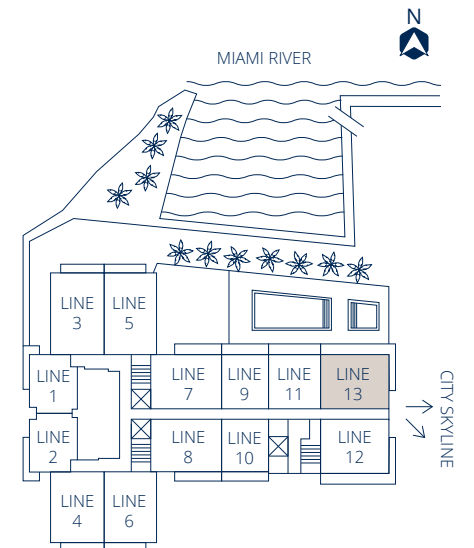 N
MIAMI RIVER
LINE
3
LINE
5
LINE
1
LINE
7
LINE
9
LINE
11
LINE
13
CITY SKYLINE
LINE
2
LINE
8
LINE
10
LINE
12
LINE
4
LINE
6